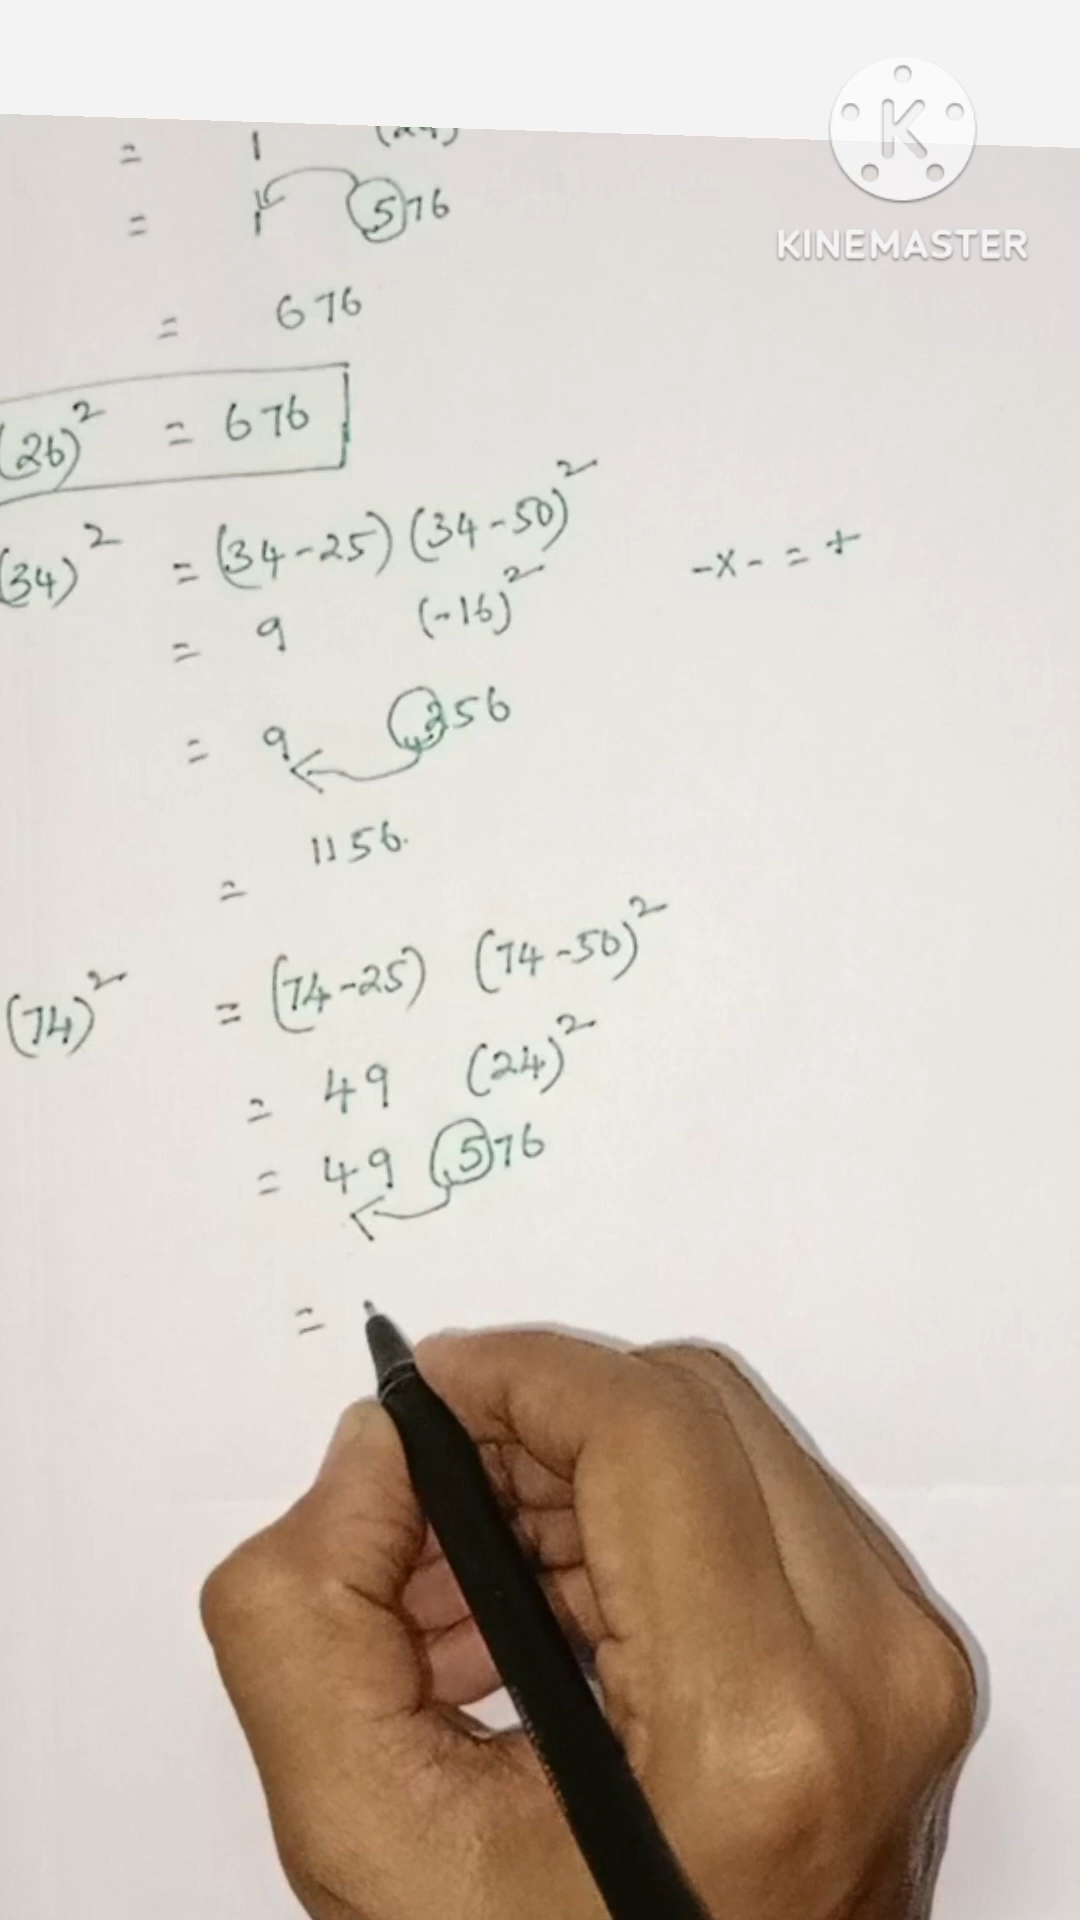 = 1 (24)
= 1 576
= 676
(26)² = 676
(34)² = (34-25) (34-50)²
= 9 (-16)²
-x- = +
= 9 256
= 1156.
(74)² = (74-25) (74-50)²
= 49 (24)²
= 49 576
=
KINEMASTER